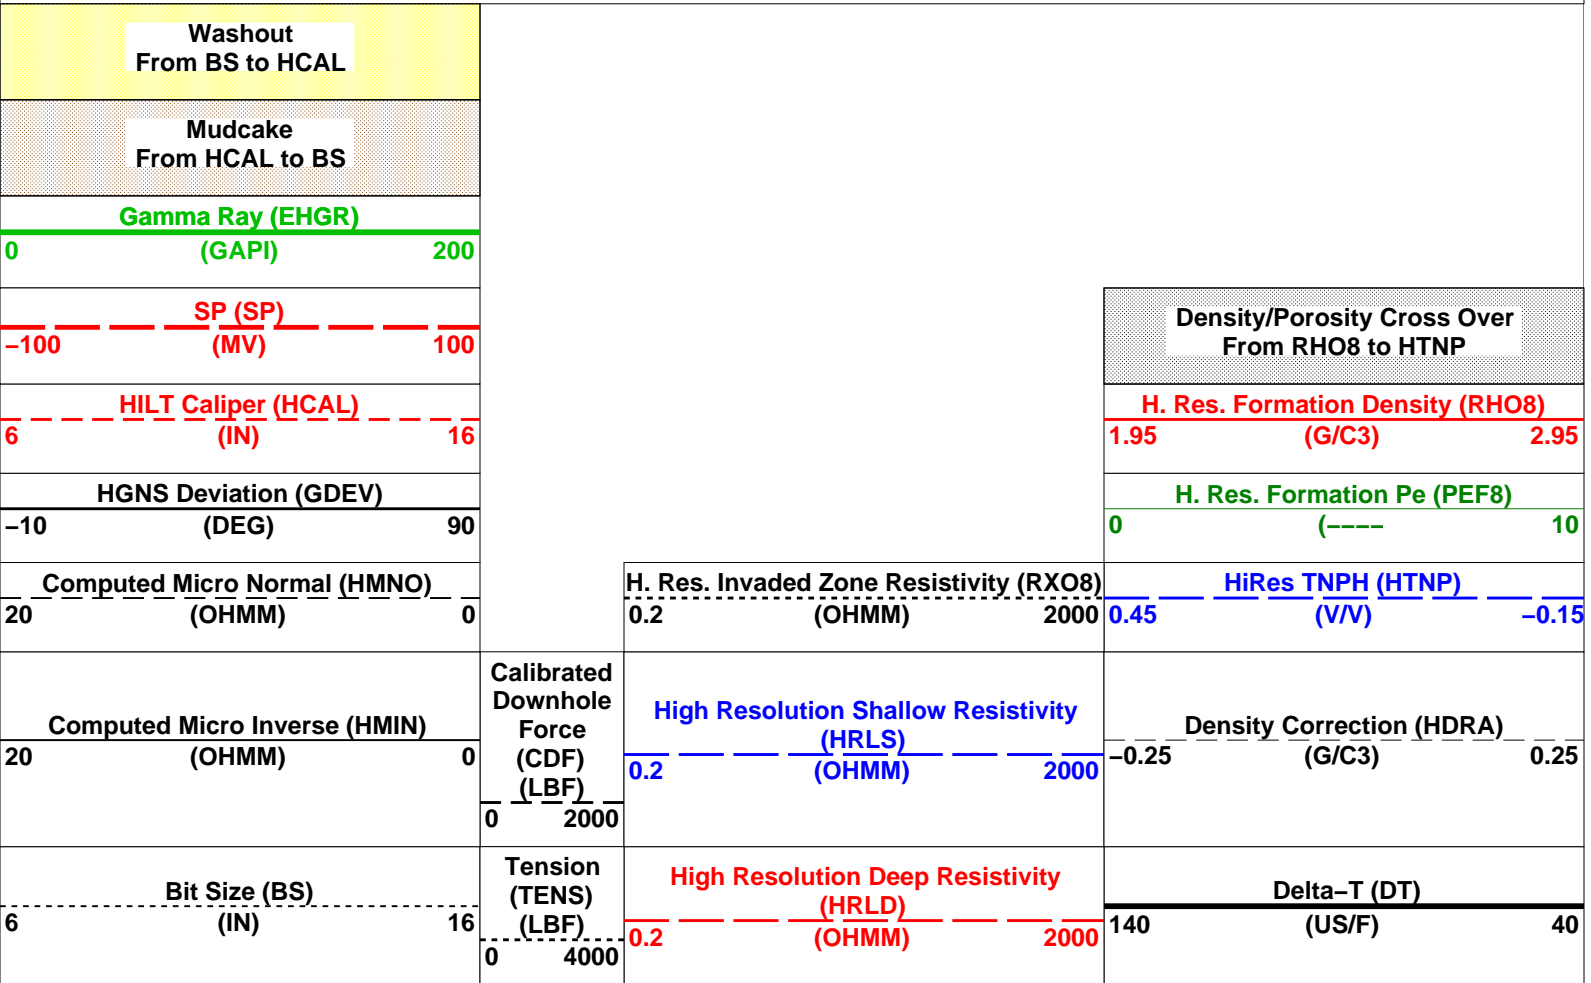 Washout
From BS to HCAL
Mudcake
From HCAL to BS
Gamma Ray (EHGR)
0 (GAPI) 200
SP (SP)
−100 (MV) 100
HILT Caliper (HCAL)
6 (IN) 16
HGNS Deviation (GDEV)
−10 (DEG) 90
Computed Micro Normal (HMNO)
20 (OHMM) 0
Computed Micro Inverse (HMIN)
20 (OHMM) 0
Bit Size (BS)
6 (IN) 16
Calibrated
Downhole
Force
(CDF)
(LBF)
0 2000
Tension
(TENS)
(LBF)
0 4000
H. Res. Invaded Zone Resistivity (RXO8)
0.2 (OHMM) 2000
High Resolution Shallow Resistivity
(HRLS)
0.2 (OHMM) 2000
High Resolution Deep Resistivity
(HRLD)
0.2 (OHMM) 2000
Density/Porosity Cross Over
From RHO8 to HTNP
H. Res. Formation Density (RHO8)
1.95 (G/C3) 2.95
H. Res. Formation Pe (PEF8)
0 (−−−− 10
HiRes TNPH (HTNP)
0.45 (V/V) −0.15
Density Correction (HDRA)
−0.25 (G/C3) 0.25
Delta−T (DT)
140 (US/F) 40